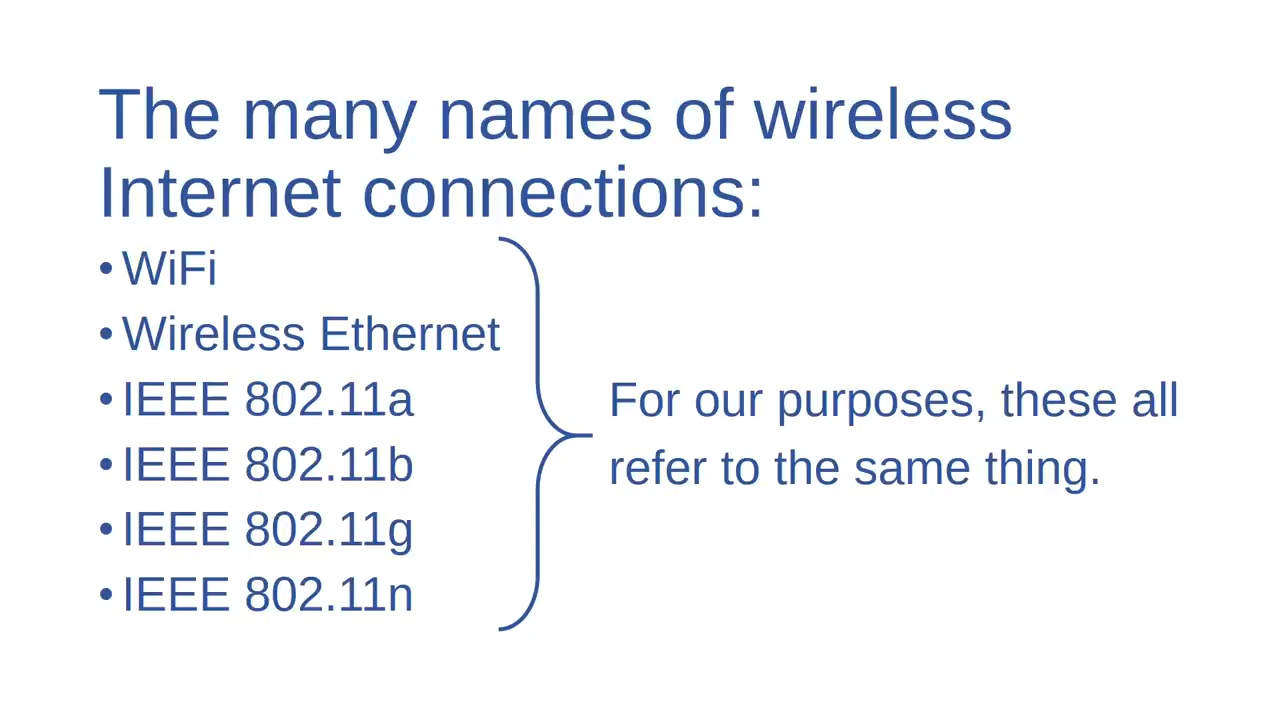 The many names of wireless
Internet connections:
• WiFi
• Wireless Ethernet
• IEEE 802.11a
• IEEE 802.11b
• IEEE 802.11g
• IEEE 802.11n
For our purposes, these all
refer to the same thing.